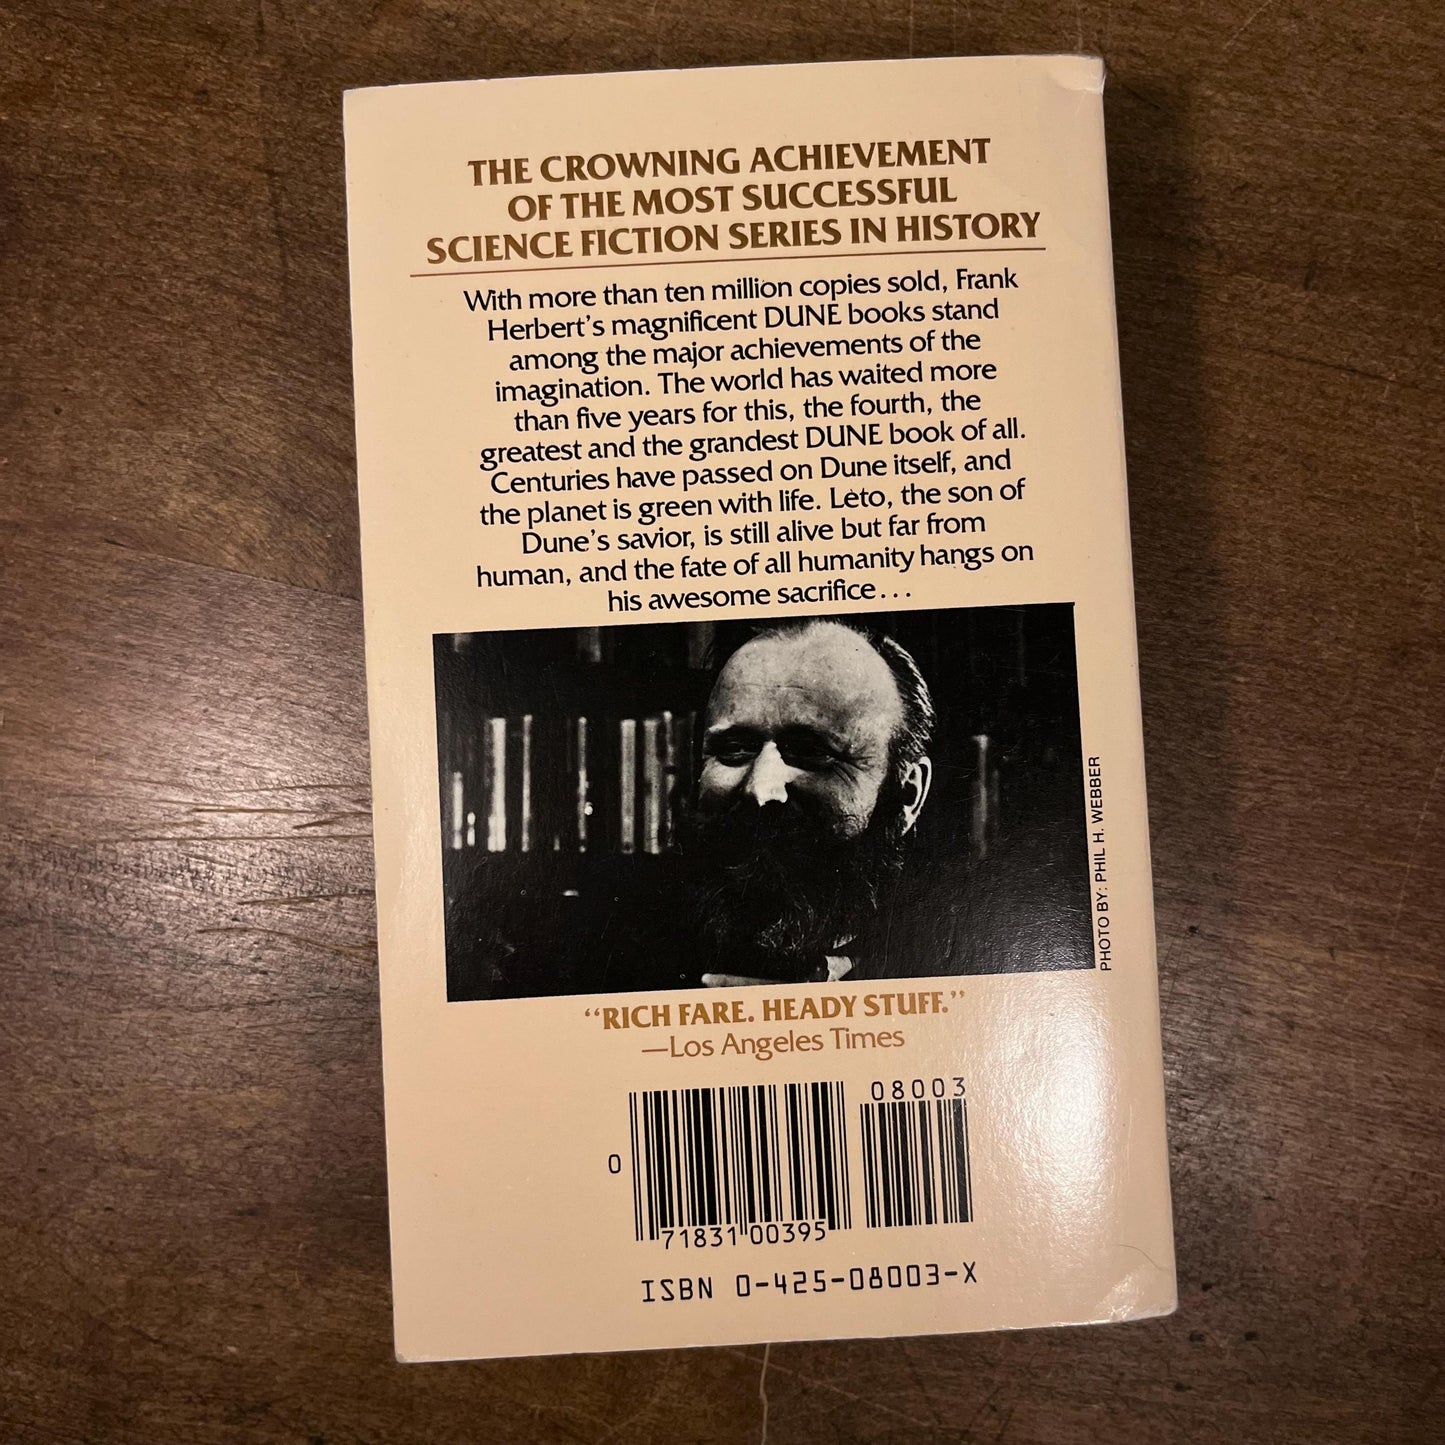 THE CROWNING ACHIEVEMENT
OF THE MOST SUCCESSFUL
SCIENCE FICTION SERIES IN HISTORY
With more than ten million copies sold, Frank
Herbert's magnificent DUNE books stand
among the major achievements of the
imagination. The world has waited more
than five years for this, the fourth, the
greatest and the grandest DUNE book of all.
Centuries have passed on Dune itself, and
the planet is green with life. Leto, the son of
Dune's savior, is still alive but far from
human, and the fate of all humanity hangs on
his awesome sacrifice...
PHOTO BY: PHIL H. WEBBER
“RICH FARE. HEADY STUFF.”
—Los Angeles Times
08003
0
71831 00395
ISBN 0-425-08003-X